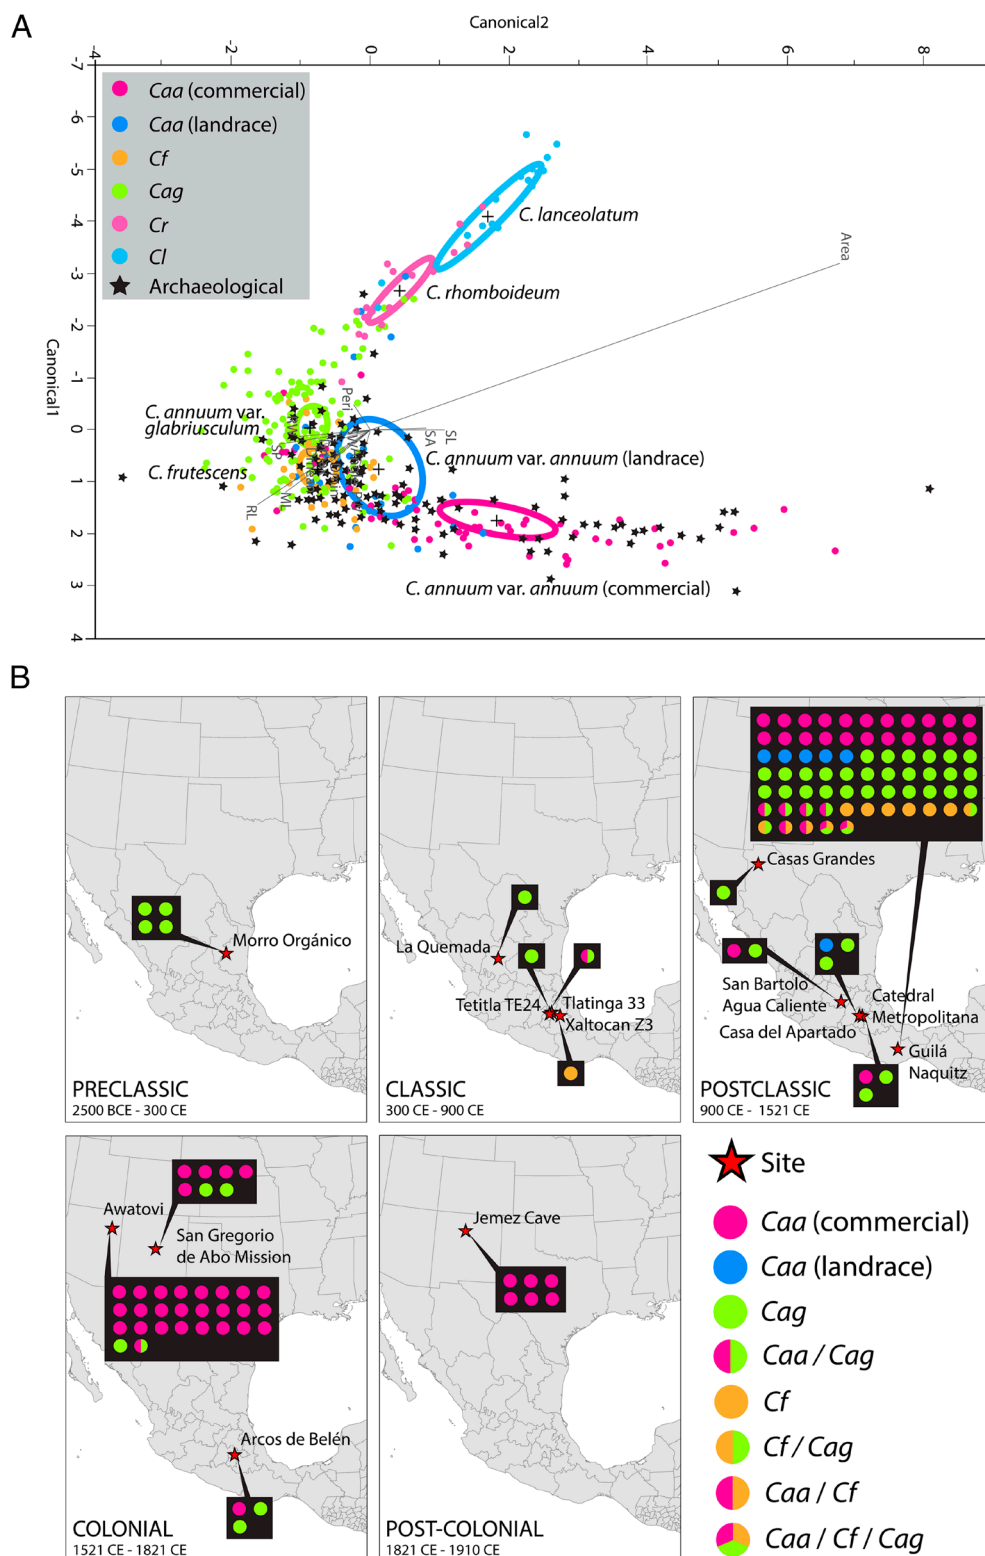 A
Canonical2
-4
-2
0
2
4
6
8
-7
-6
-5
-4
-3
-2
-1
0
1
2
3
4
Canonical1
Caa (commercial)
Caa (landrace)
Cf
Cag
Cr
Cl
Archaeological
C. lanceolatum
Area
C. rhomboideum
Peri
C. annuum var.
glabriusculum
SA
SL
SP
C. annuum var. annuum (landrace)
C. frutescens
ML
RL
C. annuum var. annuum (commercial)
B
Morro Orgánico
PRECLASSIC
2500 BCE - 300 CE
La Quemada
Tetitla TE24
Tlatinga 33
Xaltocan Z3
CLASSIC
300 CE - 900 CE
Casas Grandes
San Bartolo
Agua Caliente
Casa del Apartado
Catedral
Metropolitana
Guilá
Naquitz
POSTCLASSIC
900 CE - 1521 CE
Awatovi
San Gregorio
de Abo Mission
Arcos de Belén
COLONIAL
1521 CE - 1821 CE
Jemez Cave
POST-COLONIAL
1821 CE - 1910 CE
Site
Caa (commercial)
Caa (landrace)
Cag
Caa / Cag
Cf
Cf / Cag
Caa / Cf
Caa / Cf / Cag